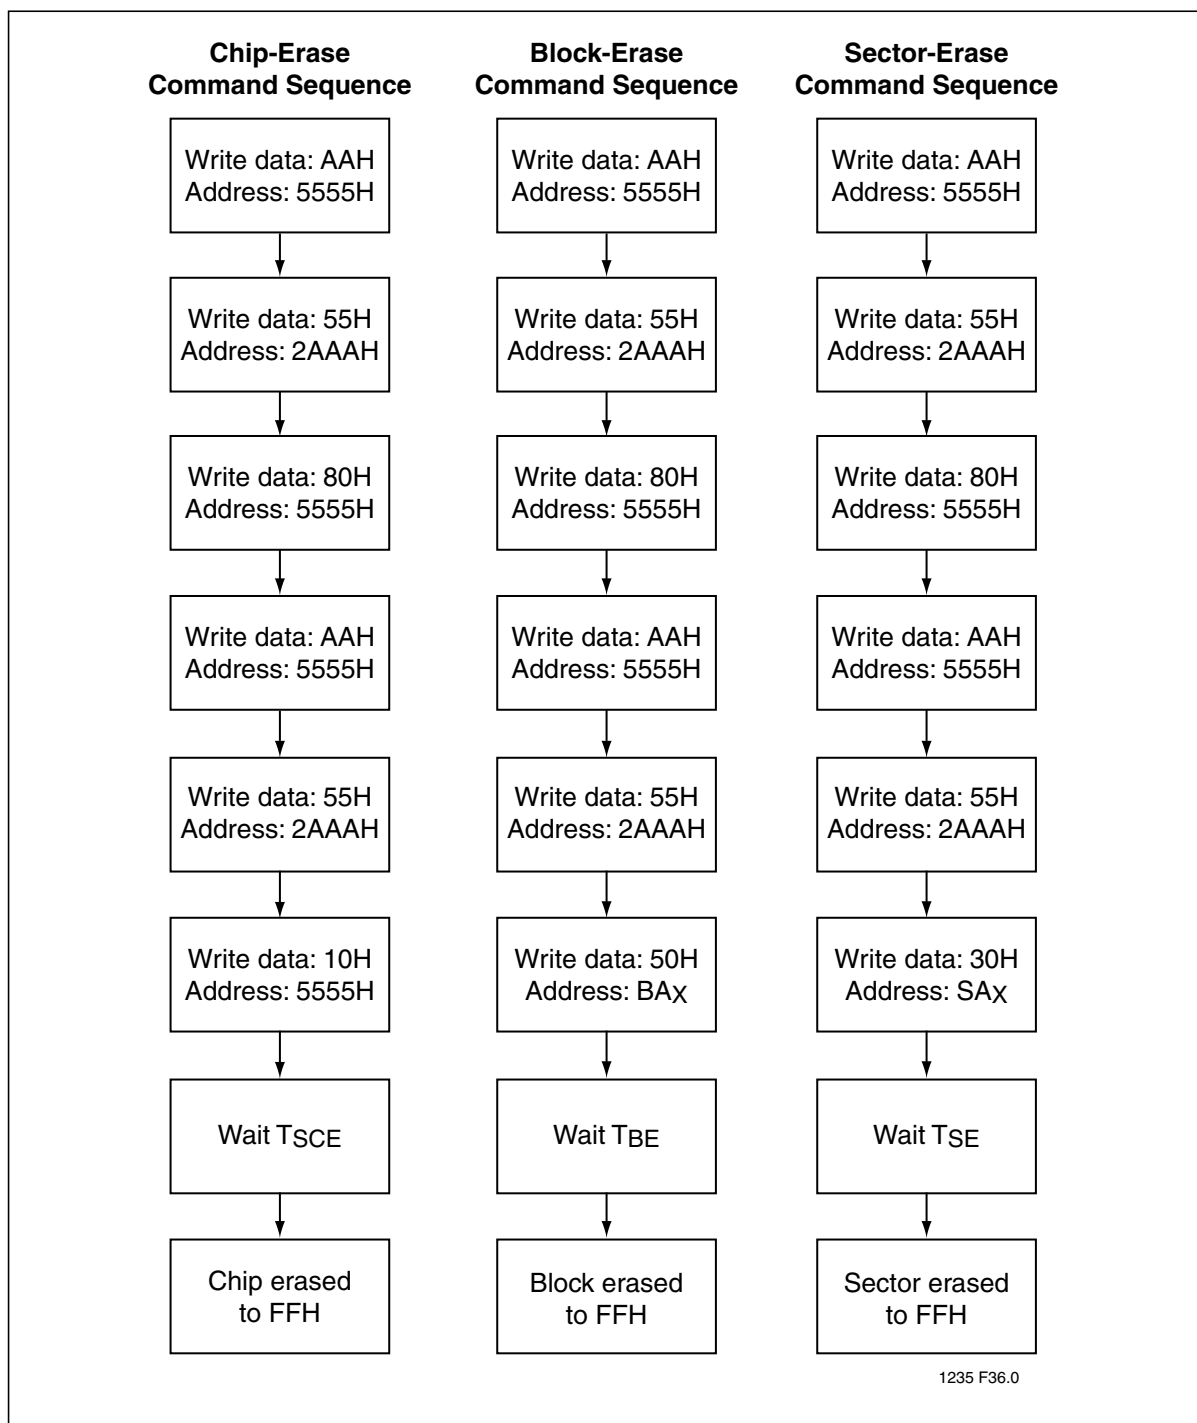 Chip-Erase
Command Sequence
Write data: AAH
Address: 5555H
Write data: 55H
Address: 2AAAH
Write data: 80H
Address: 5555H
Write data: AAH
Address: 5555H
Write data: 55H
Address: 2AAAH
Write data: 10H
Address: 5555H
Wait TSCE
Chip erased
to FFH
Block-Erase
Command Sequence
Write data: AAH
Address: 5555H
Write data: 55H
Address: 2AAAH
Write data: 80H
Address: 5555H
Write data: AAH
Address: 5555H
Write data: 55H
Address: 2AAAH
Write data: 50H
Address: BAX
Wait TBE
Block erased
to FFH
Sector-Erase
Command Sequence
Write data: AAH
Address: 5555H
Write data: 55H
Address: 2AAAH
Write data: 80H
Address: 5555H
Write data: AAH
Address: 5555H
Write data: 55H
Address: 2AAAH
Write data: 30H
Address: SAX
Wait TSE
Sector erased
to FFH
1235 F36.0